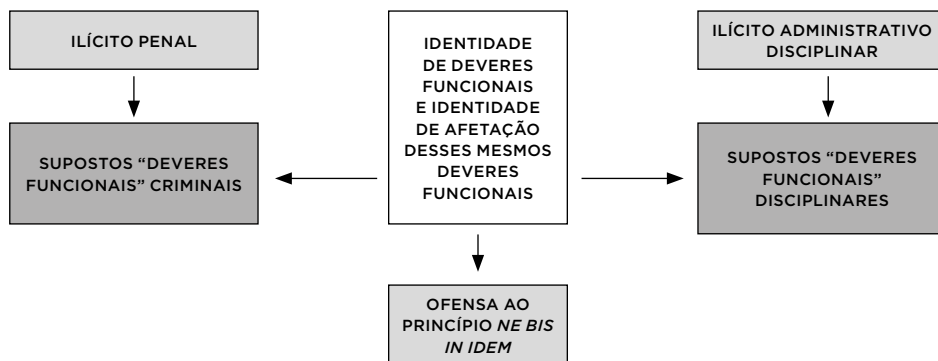 ILÍCITO PENAL
SUPOSTOS “DEVERES
FUNCIONAIS” CRIMINAIS
IDENTIDADE
DE DEVERES
FUNCIONAIS
E IDENTIDADE
DE AFETAÇÃO
DESSES MESMOS
DEVERES
FUNCIONAIS
OFENSA AO
PRINCÍPIO NE BIS
IN IDEM
ILÍCITO ADMINISTRATIVO
DISCIPLINAR
SUPOSTOS “DEVERES
FUNCIONAIS”
DISCIPLINARES